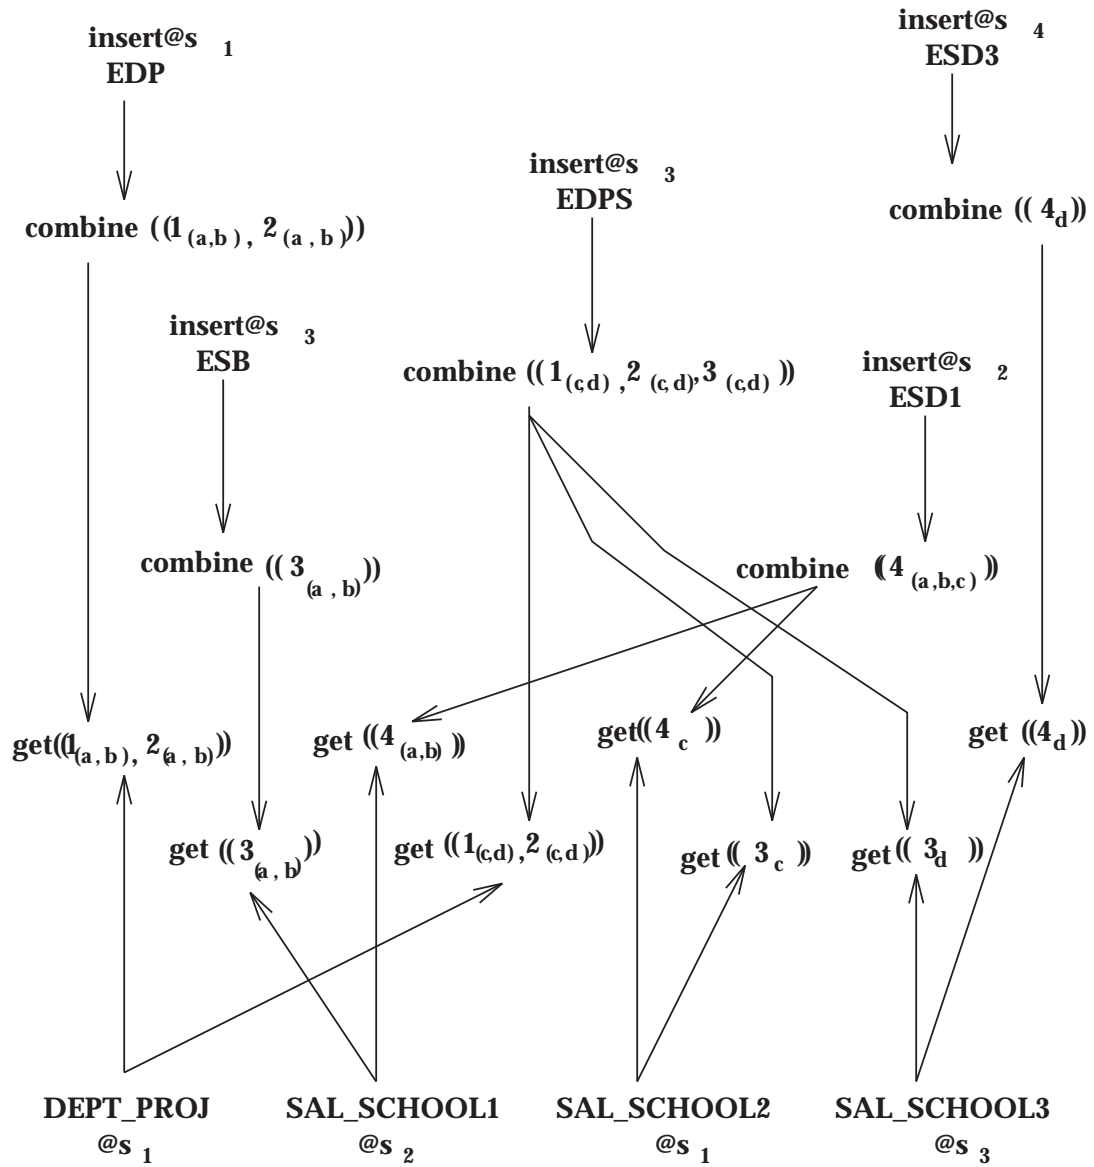 insert@s 1
EDP
insert@s 4
ESD3
insert@s 3
EDPS
combine ((1(a,b), 2(a, b))
combine ((4d))
insert@s 3
ESB
combine ((1(c,d), 2(c,d), 3(c,d)))
insert@s 2
ESD1
combine ((3(a, b)))
combine ((4(a,b,c)))
get((1(a,b), 2(a, b)))
get ((4(a,b)))
get((4c))
get ((4d))
get ((3(a, b)))
get ((1(c,d), 2(c,d)))
get((3c))
get((3d))
DEPT_PROJ
@s 1
SAL_SCHOOL1
@s 2
SAL_SCHOOL2
@s 1
SAL_SCHOOL3
@s 3